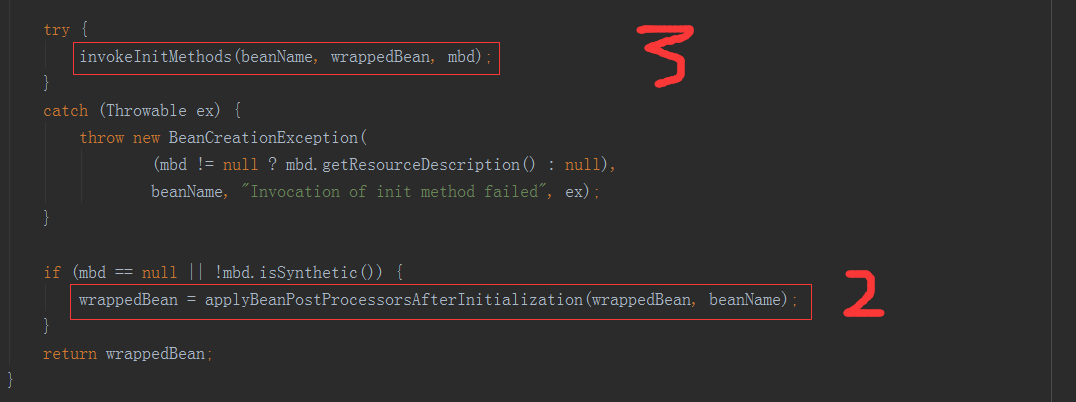 try {
invokeInitMethods(beanName, wrappedBean, mbd);
3
}
catch (Throwable ex) {
throw new BeanCreationException(
(mbd != null ? mbd.getResourceDescription() : null),
beanName, "Invocation of init method failed", ex);
}
if (mbd == null || !mbd.isSynthetic()) {
wrappedBean = applyBeanPostProcessorsAfterInitialization(wrappedBean, beanName);
2
}
return wrappedBean;
}